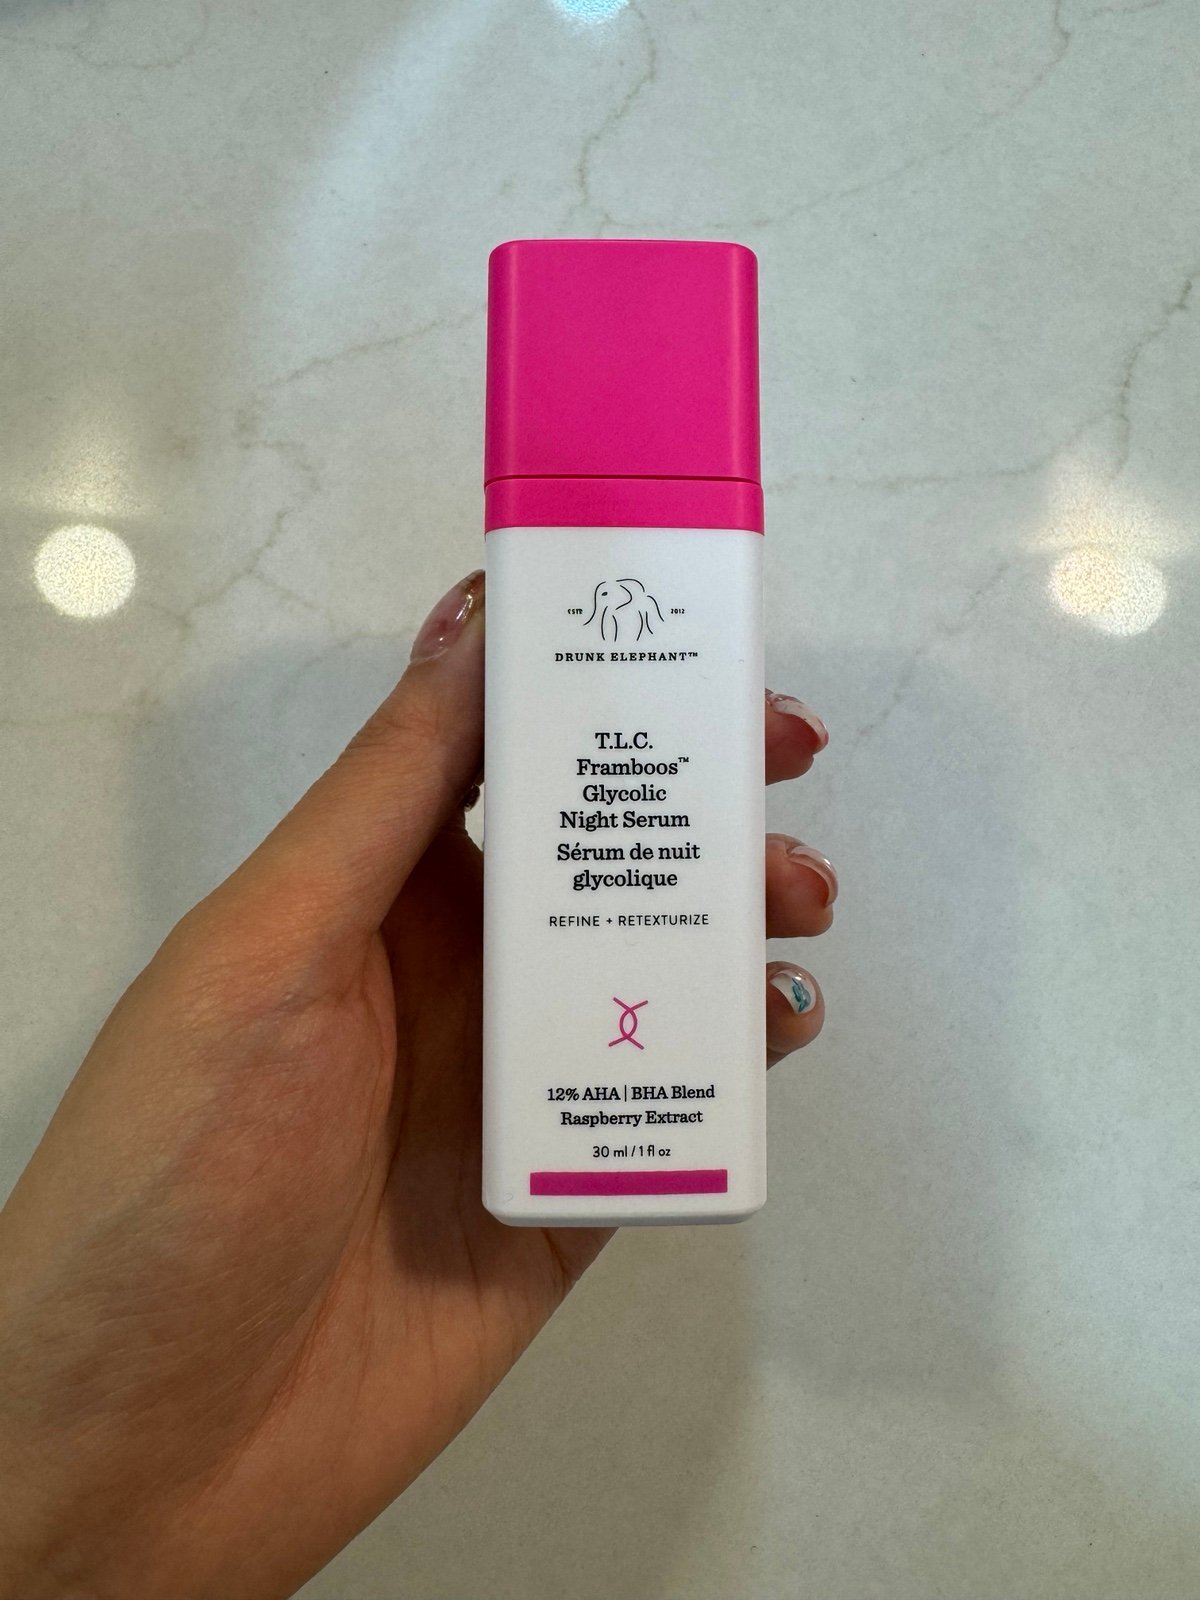 ESTD 2012
DRUNK ELEPHANT™
T.L.C.
Framboos™
Glycolic
Night Serum
Sérum de nuit
glycolique
REFINE + RETEXTURIZE
12% AHA | BHA Blend
Raspberry Extract
30 ml / 1 fl oz